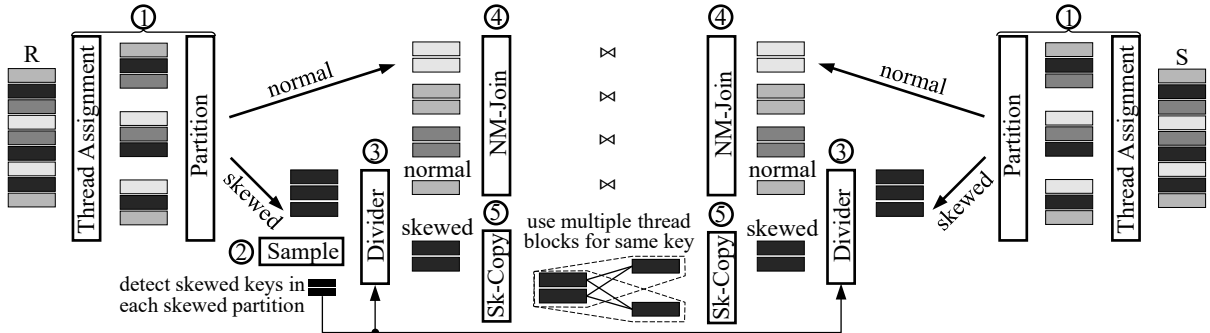 ①
④
④
①
R
S
Thread Assignment
Partition
normal
skewed
②
Sample
detect skewed keys in
each skewed partition
③
Divider
normal
skewed
NM-Join
⑤
Sk-Copy
⋈
⋈
⋈
⋈
use multiple thread
blocks for same key
NM-Join
⑤
Sk-Copy
normal
skewed
③
Divider
normal
skewed
Partition
Thread Assignment